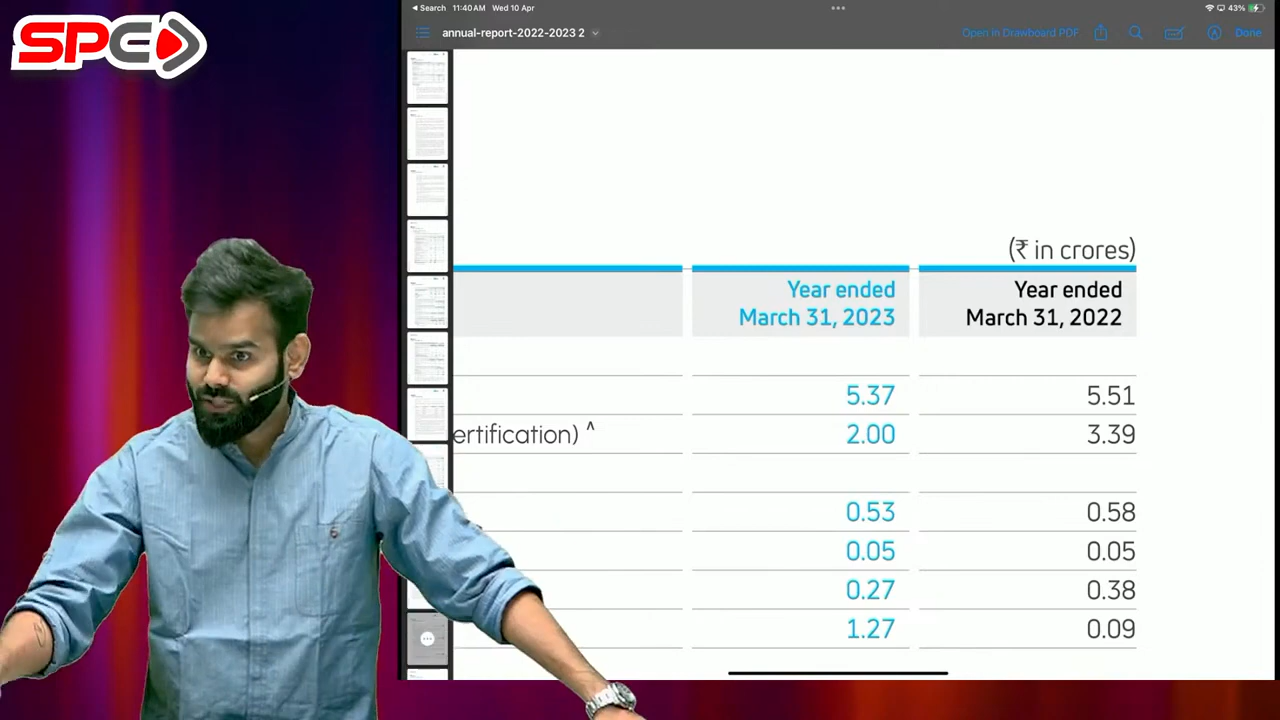 SPC
Search 11:40 AM Wed 10 Apr
43%
annual-report-2022-2023 2
Open in Drawboard PDF
Done
(₹ in crores)
Year ended March 31, 2023
Year ended March 31, 2022
5.37 5.51
ertification) ^ 2.00 3.39
0.53 0.58
0.05 0.05
0.27 0.38
1.27 0.09